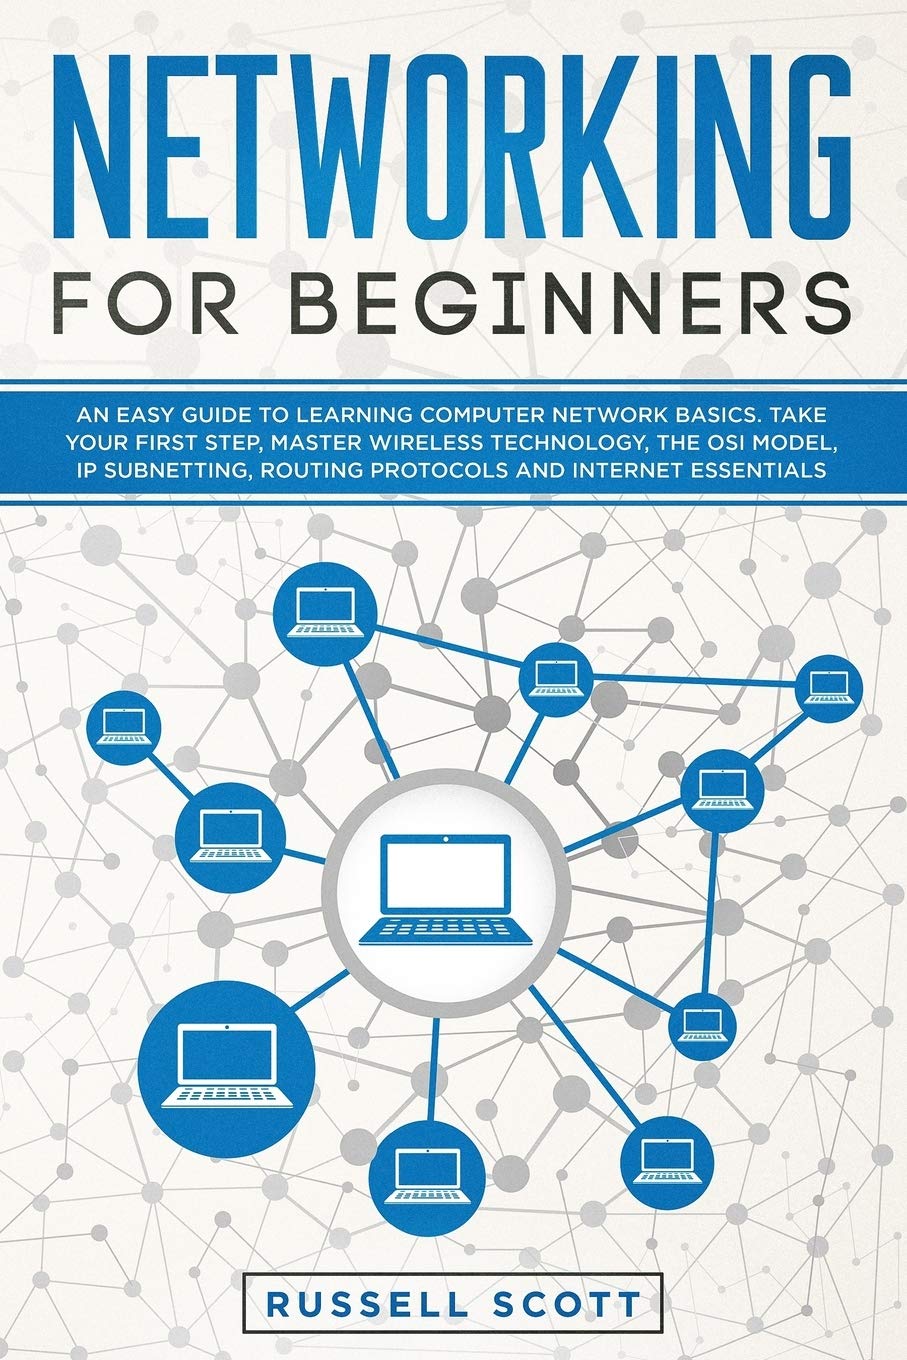 NETWORKING
FOR BEGINNERS
AN EASY GUIDE TO LEARNING COMPUTER NETWORK BASICS. TAKE
YOUR FIRST STEP, MASTER WIRELESS TECHNOLOGY, THE OSI MODEL,
IP SUBNETTING, ROUTING PROTOCOLS AND INTERNET ESSENTIALS
RUSSELL SCOTT